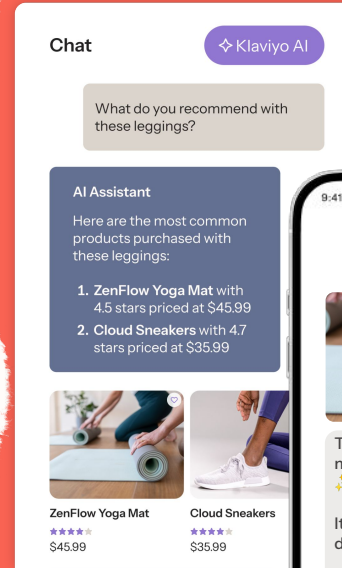 Chat
Klaviyo AI
What do you recommend with
these leggings?
AI Assistant
Here are the most common
products purchased with
these leggings:
1. ZenFlow Yoga Mat with
4.5 stars priced at $45.99
2. Cloud Sneakers with 4.7
stars priced at $35.99
9:41
ZenFlow Yoga Mat
Cloud Sneakers
$45.99
$35.99